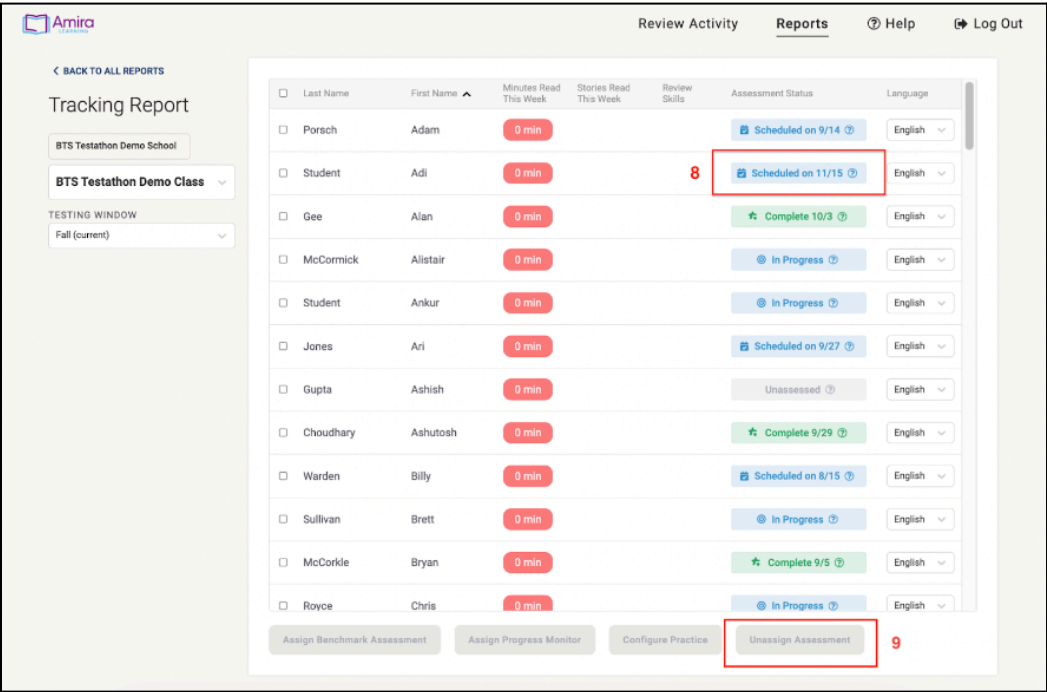 Amira
LEARNING
Review Activity Reports Help Log Out
BACK TO ALL REPORTS
Tracking Report
BTS Testathon Demo School
BTS Testathon Demo Class
TESTING WINDOW
Fall (current)
Last Name First Name Minutes Read This Week Stories Read This Week Review Skills Assessment Status Language
Porsch Adam 0 min Scheduled on 9/14 English
Student Adi 0 min 8 Scheduled on 11/15 English
Gee Alan 0 min Complete 10/3 English
McCormick Alistair 0 min In Progress English
Student Ankur 0 min In Progress English
Jones Ari 0 min Scheduled on 9/27 English
Gupta Ashish 0 min Unassessed English
Choudhary Ashutosh 0 min Complete 9/29 English
Warden Billy 0 min Scheduled on 8/15 English
Sullivan Brett 0 min In Progress English
McCorkle Bryan 0 min Complete 9/5 English
Royce Chris 0 min In Progress English
Assign Benchmark Assessment Assign Progress Monitor Configure Practice Unassign Assessment 9